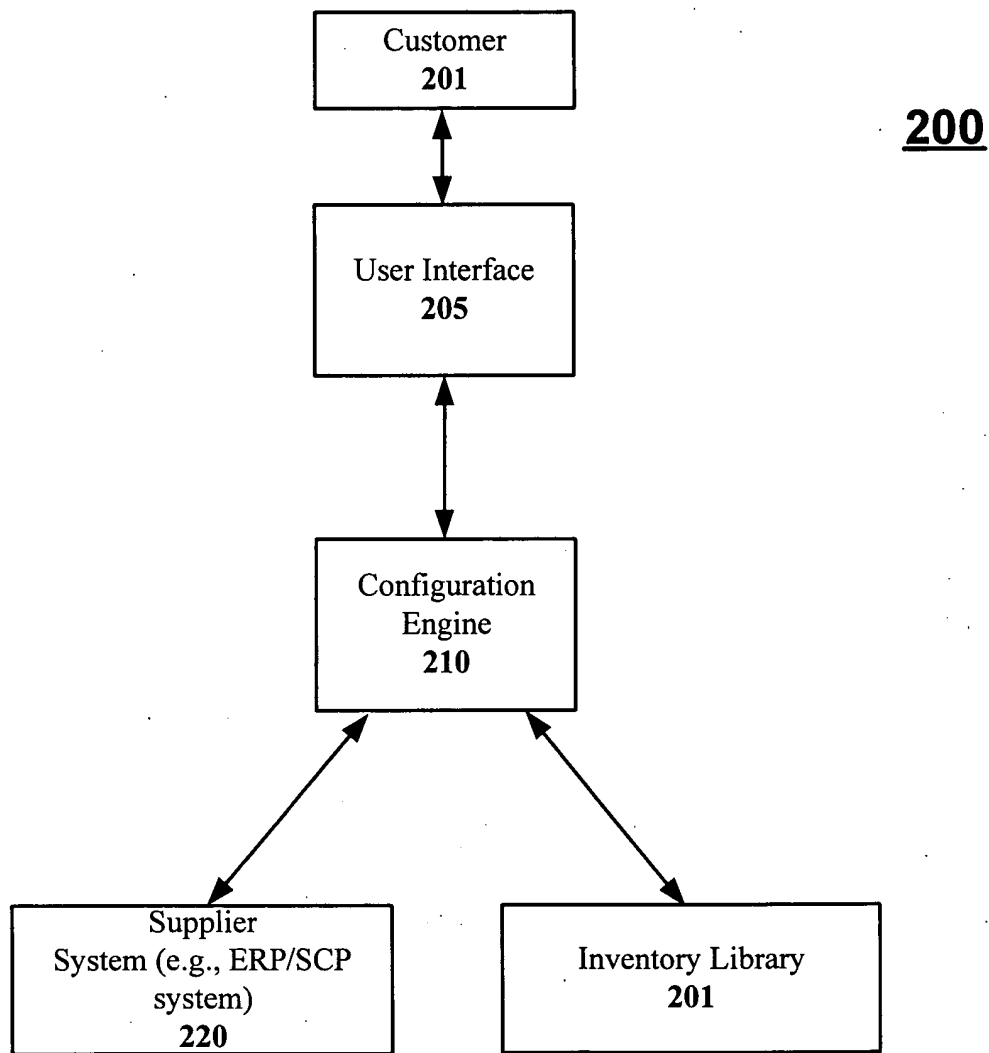 Customer
201
200
User Interface
205
Configuration
Engine
210
Supplier
System (e.g., ERP/SCP
system)
220
Inventory Library
201